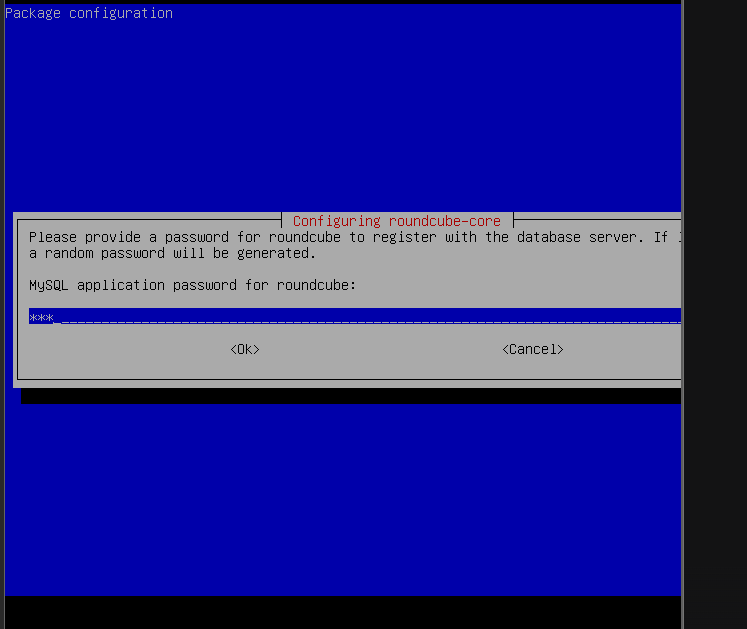 Package configuration
Configuring roundcube-core
Please provide a password for roundcube to register with the database server. If
a random password will be generated.
MySQL application password for roundcube:
***
<Ok>
<Cancel>